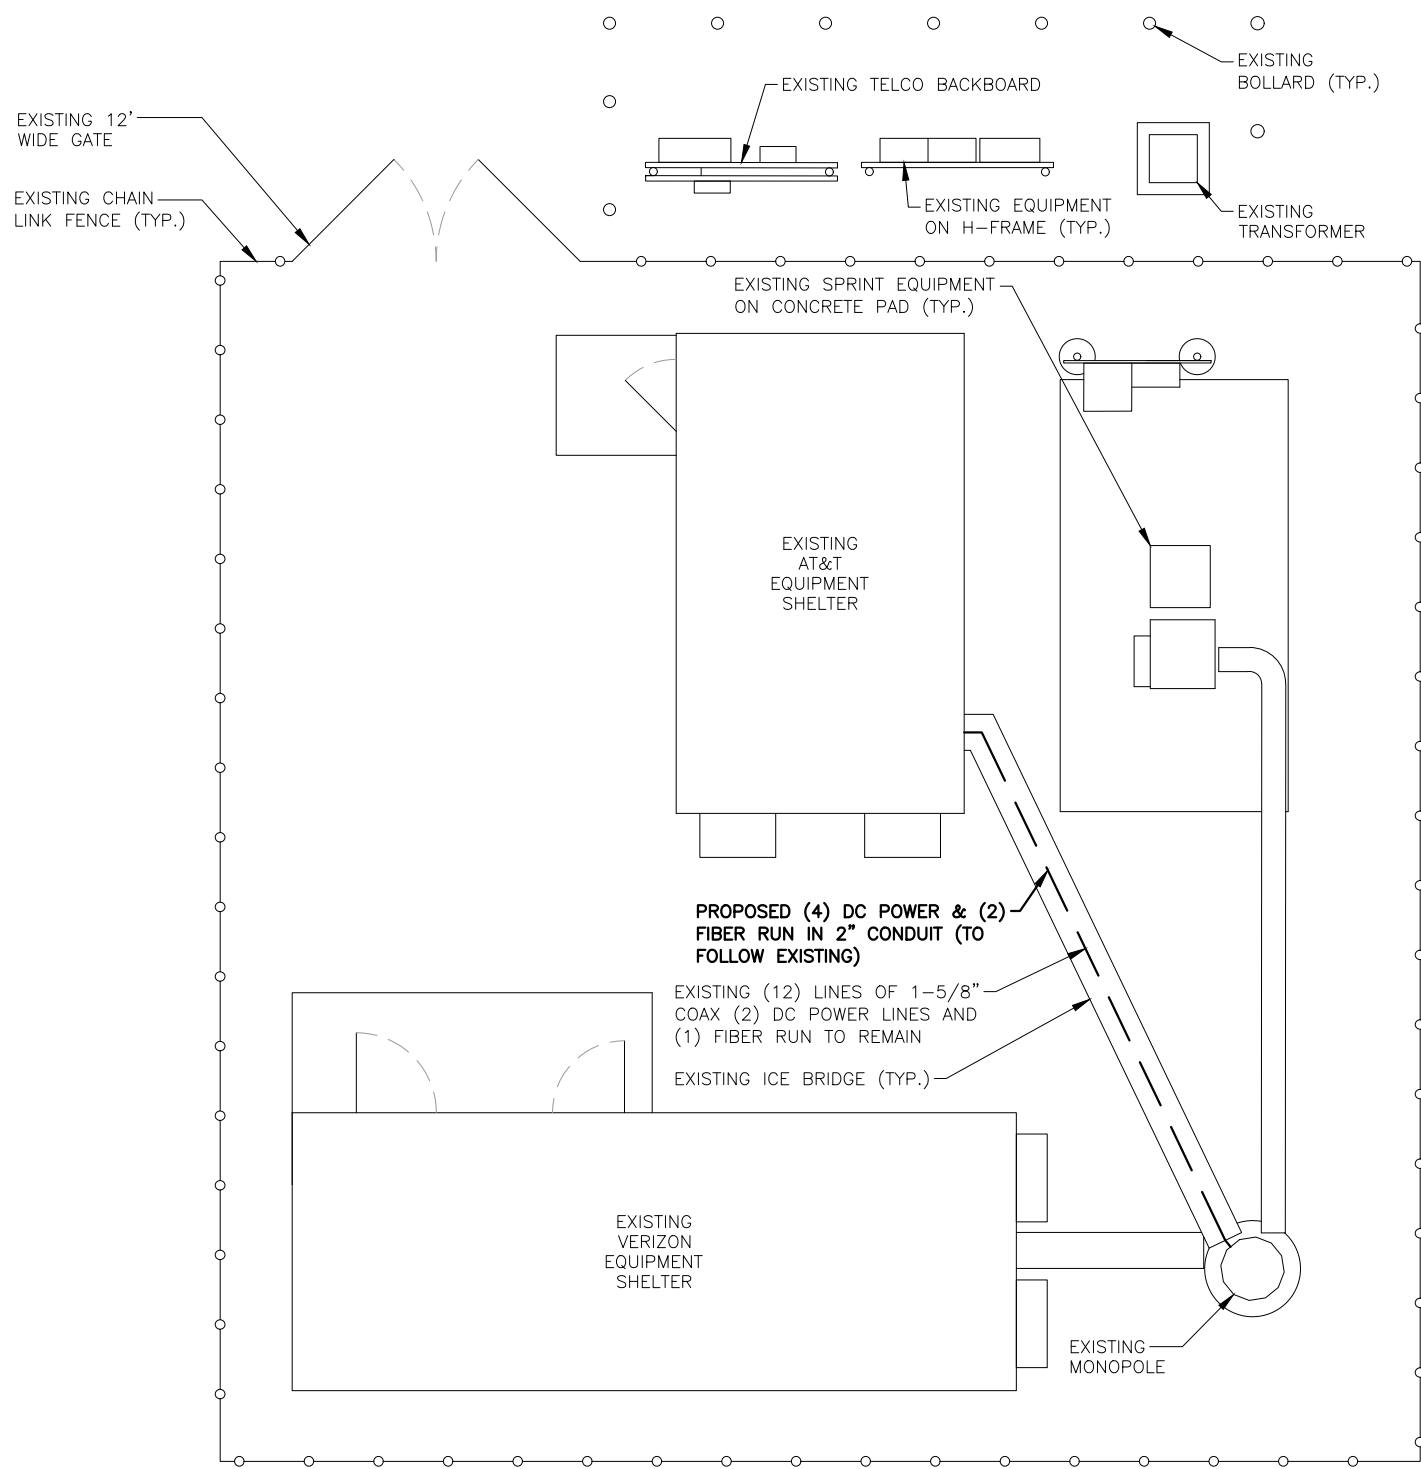 EXISTING
BOLLARD (TYP.)
EXISTING TELCO BACKBOARD
EXISTING 12'
WIDE GATE
EXISTING CHAIN
LINK FENCE (TYP.)
EXISTING EQUIPMENT
ON H-FRAME (TYP.)
EXISTING
TRANSFORMER
EXISTING SPRINT EQUIPMENT
ON CONCRETE PAD (TYP.)
EXISTING
AT&T
EQUIPMENT
SHELTER
PROPOSED (4) DC POWER & (2)
FIBER RUN IN 2" CONDUIT (TO
FOLLOW EXISTING)
EXISTING (12) LINES OF 1-5/8"
COAX (2) DC POWER LINES AND
(1) FIBER RUN TO REMAIN
EXISTING ICE BRIDGE (TYP.)
EXISTING
VERIZON
EQUIPMENT
SHELTER
EXISTING
MONOPOLE